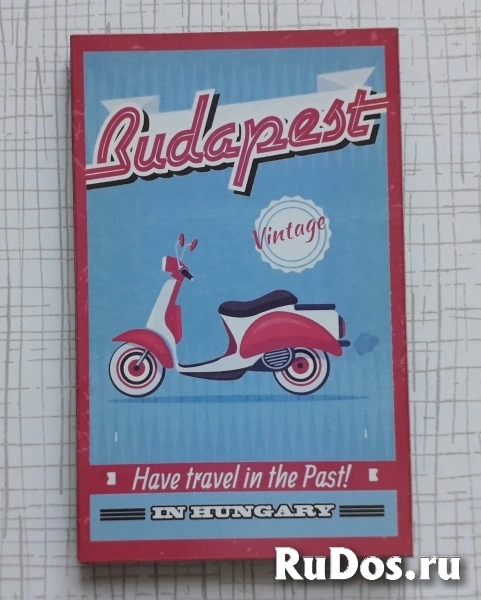 Budapest
Vintage
Have travel in the Past!
IN HUNGARY
RuDos.ru